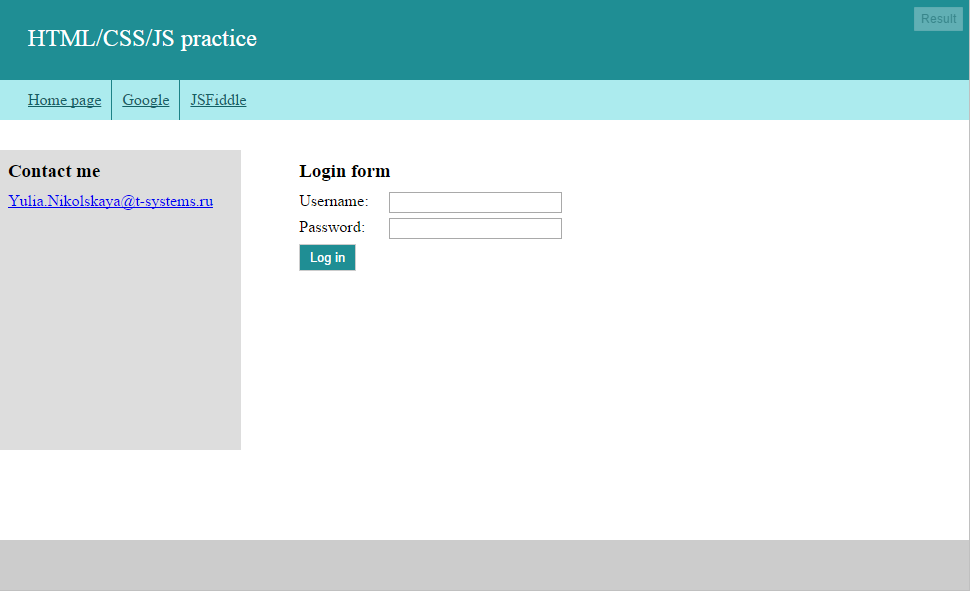 Result
HTML/CSS/JS practice
Home page Google JSFiddle
Contact me
Yulia.Nikolskaya@t-systems.ru
Login form
Username:
Password:
Log in